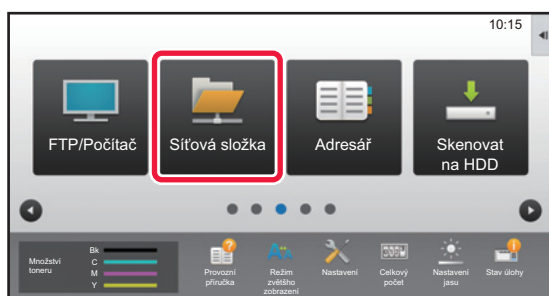 10:15
FTP/Počítač
Síťová složka
Adresář
Skenovat
na HDD
Množství
toneru
Bk
C
M
Y
Provozní
příručka
Režim
zvětšho
zobrazení
Nastavení
Celkový
počet
Nastavení
jasu
Stav úlohy